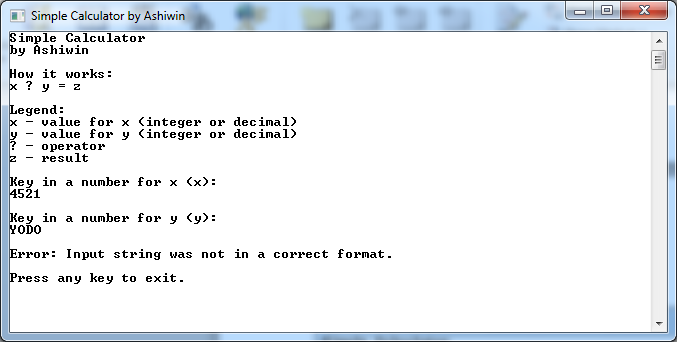 Simple Calculator by Ashiwin
Simple Calculator
by Ashiwin
How it works:
x ? y = z
Legend:
x - value for x (integer or decimal)
y - value for y (integer or decimal)
? - operator
z - result
Key in a number for x (x):
4521
Key in a number for y (y):
YODO
Error: Input string was not in a correct format.
Press any key to exit.